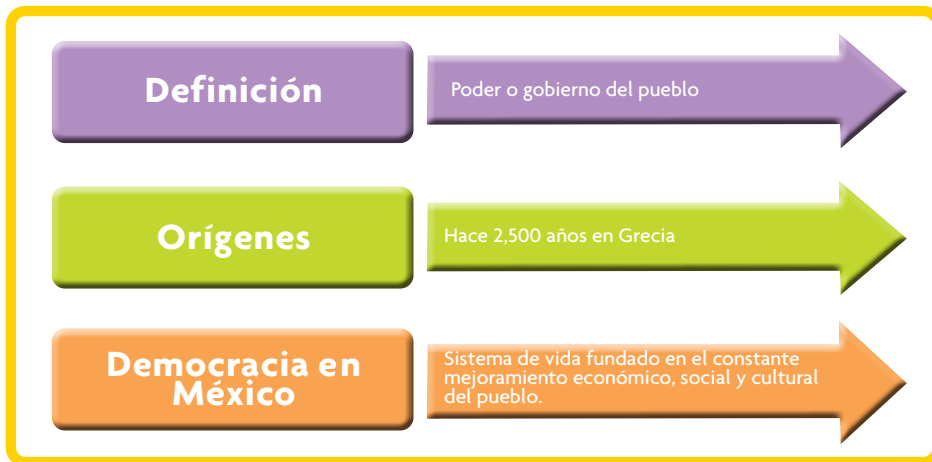 Definición
Poder o gobierno del pueblo
Orígenes
Hace 2,500 años en Grecia
Democracia en
México
Sistema de vida fundado en el constante
mejoramiento económico, social y cultural
del pueblo.